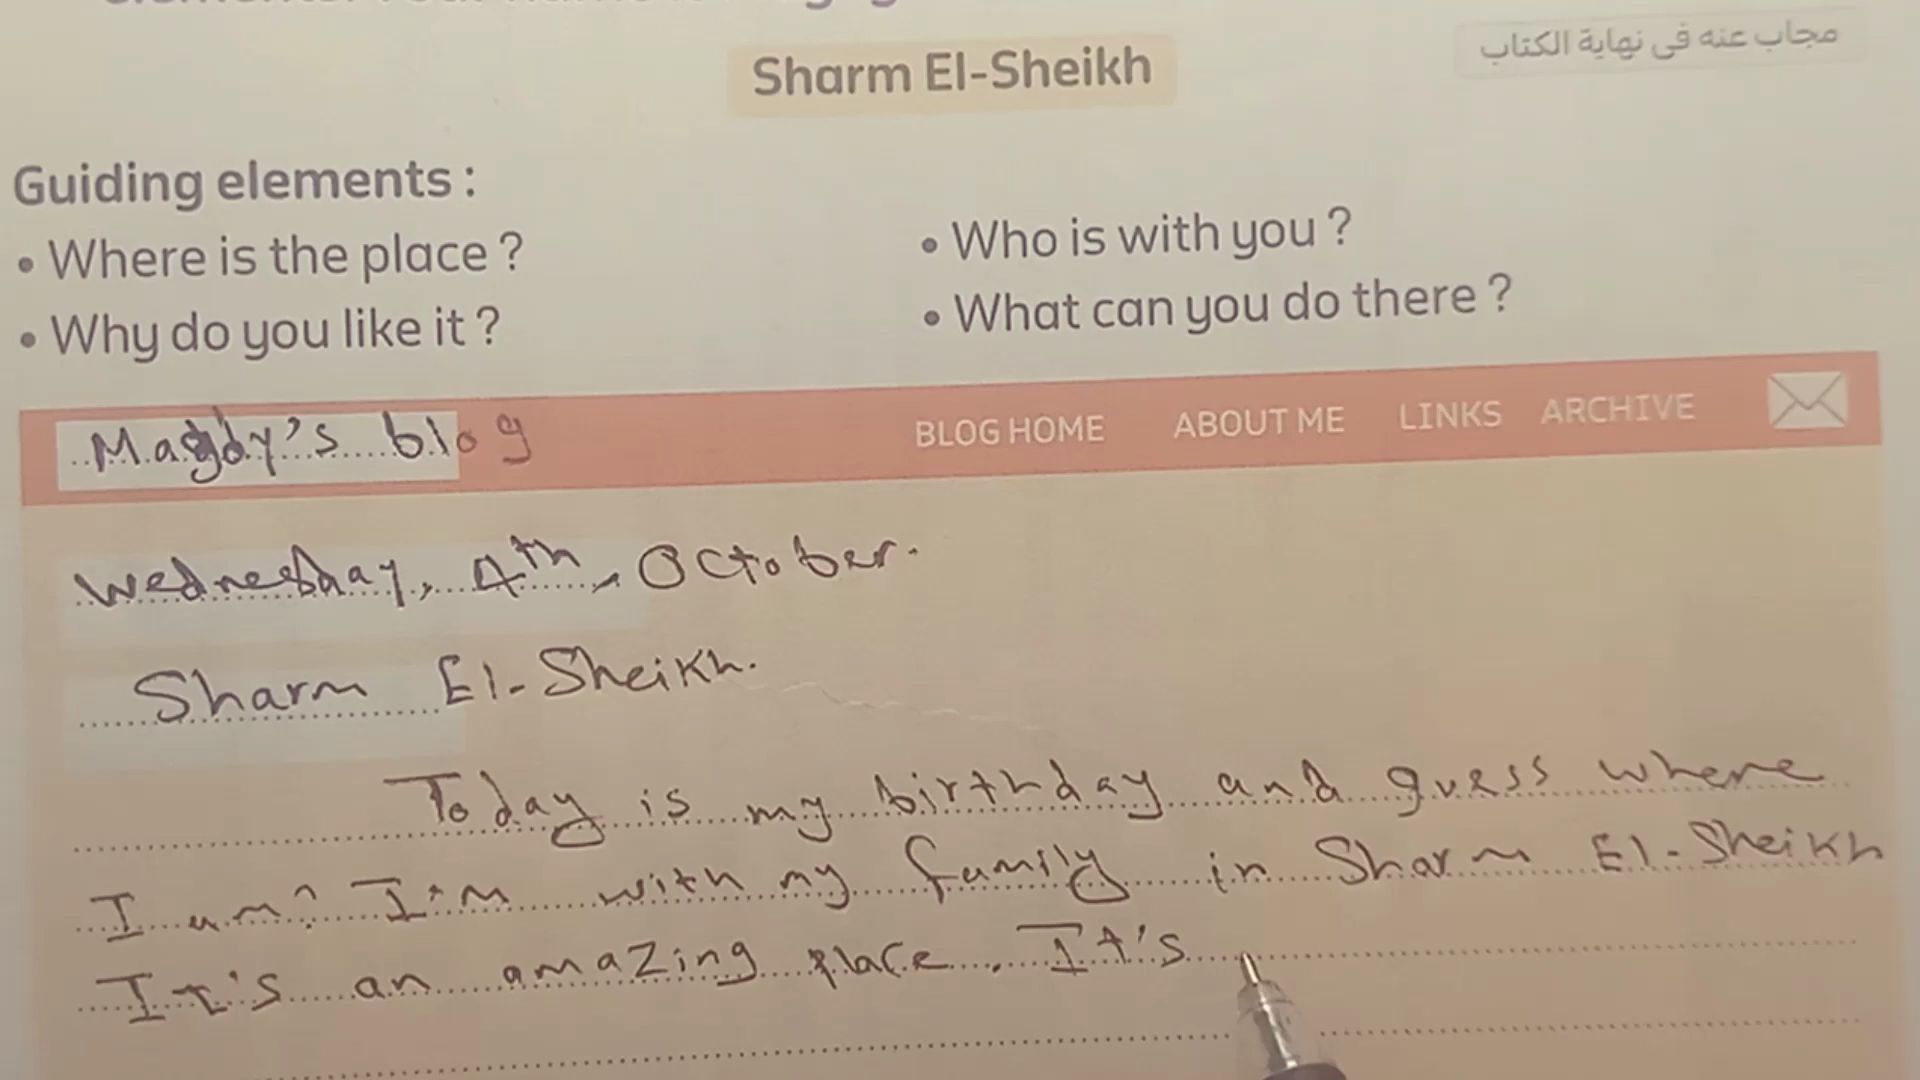 Sharm El-Sheikh
مجاب عنه في نهاية الكتاب
Guiding elements :
• Where is the place ?
• Who is with you ?
• Why do you like it ?
• What can you do there ?
Magdy's blog
BLOG HOME ABOUT ME LINKS ARCHIVE
Wednesday, 4th, October.
Sharm El-Sheikh.
Today is my birthday and guess where
I am? I'm with my family in Sharm El-Sheikh
It's an amazing place. It's